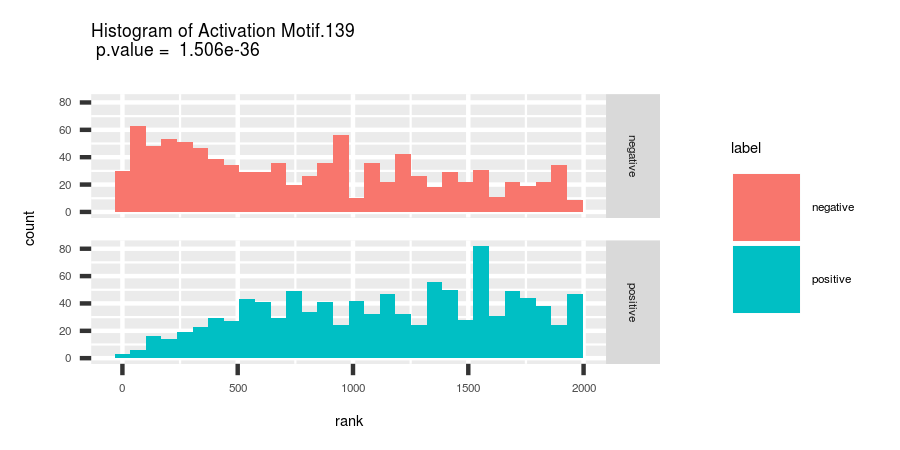 Histogram of Activation Motif.139
p.value =  1.506e-36
80
60
40
20
0
negative
80
60
40
20
0
positive
count
0
500
1000
1500
2000
rank
label
negative
positive